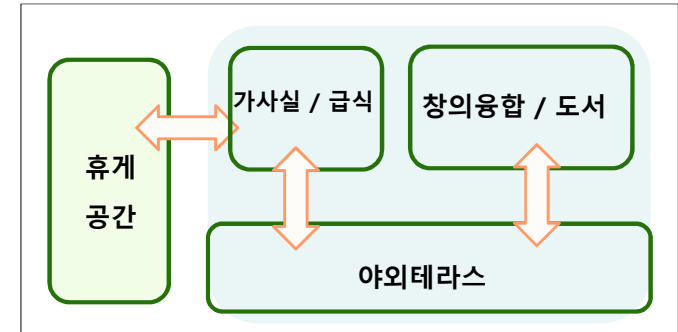 가사실 / 급식
창의융합 / 도서
휴게
공간
야외테라스